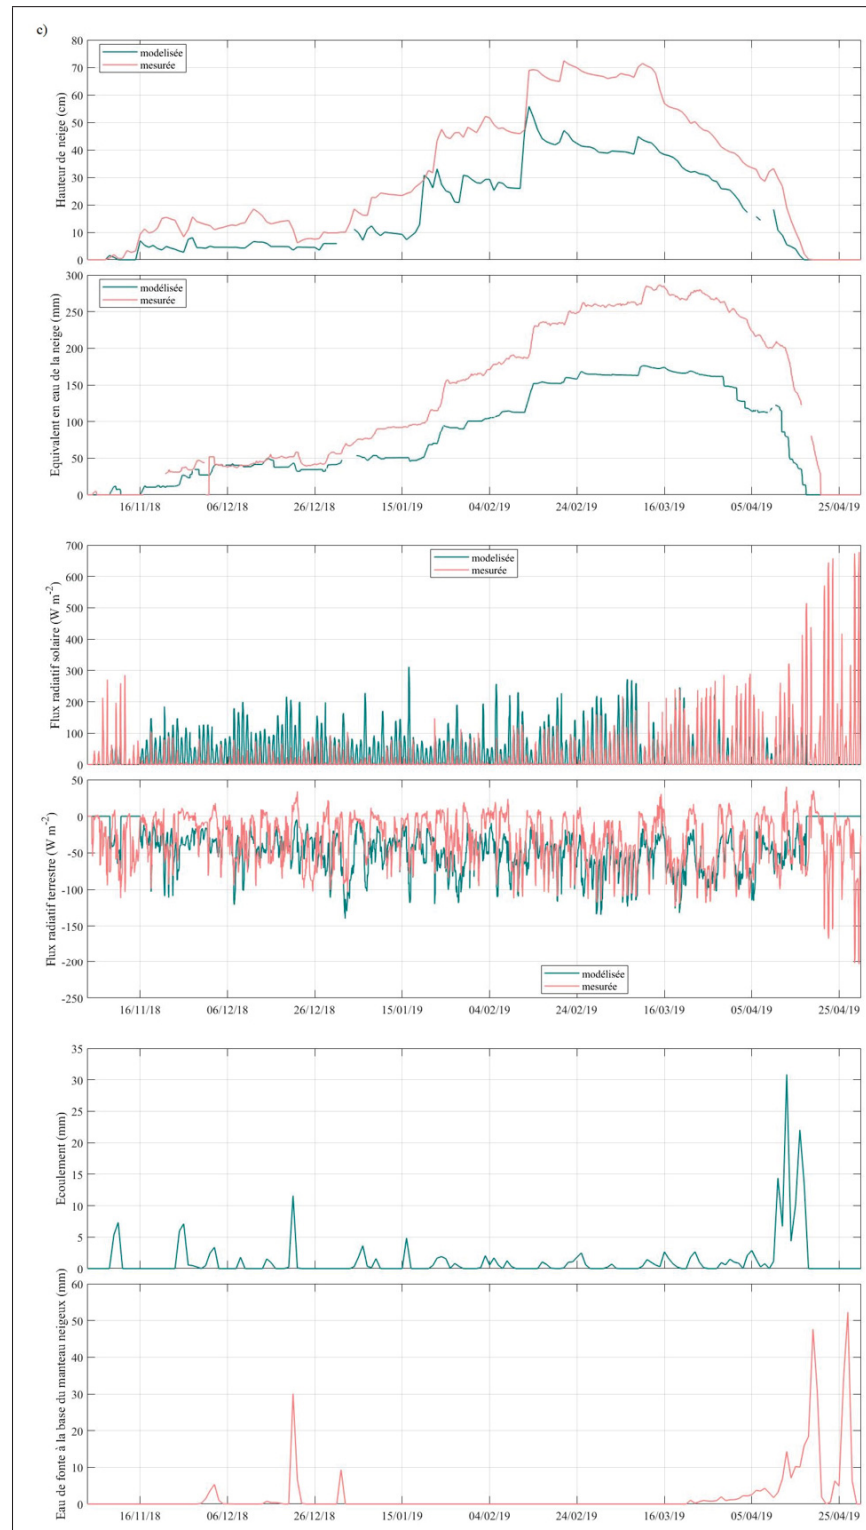 c)
80
modelisée
mesurée
70
60
50
40
30
20
10
0
Hauteur de neige (cm)
300
modélisée
mesurée
250
200
150
100
50
0
Equivalent en eau de la neige (mm)
16/11/18 06/12/18 26/12/18 15/01/19 04/02/19 24/02/19 16/03/19 05/04/19 25/04/19
700
modelisée
mesurée
600
500
400
300
200
100
0
Flux radiatif solaire (W m-2)
50
0
-50
-100
-150
-200
-250
Flux radiatif terrestre (W m-2)
modélisée
mesurée
16/11/18 06/12/18 26/12/18 15/01/19 04/02/19 24/02/19 16/03/19 05/04/19 25/04/19
35
30
25
20
15
10
5
0
Ecoulement (mm)
60
50
40
30
20
10
0
Eau de fonte à la base du manteau neigeux (mm)
16/11/18 06/12/18 26/12/18 15/01/19 04/02/19 24/02/19 16/03/19 05/04/19 25/04/19